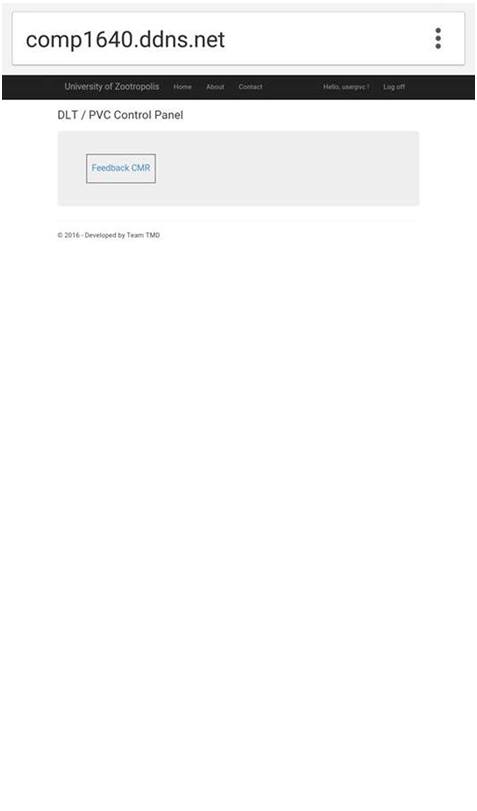 comp1640.ddns.net
University of Zootropolis Home About Contact Hello, userpvc ! Log off
DLT / PVC Control Panel
Feedback CMR
© 2016 - Developed by Team TMD